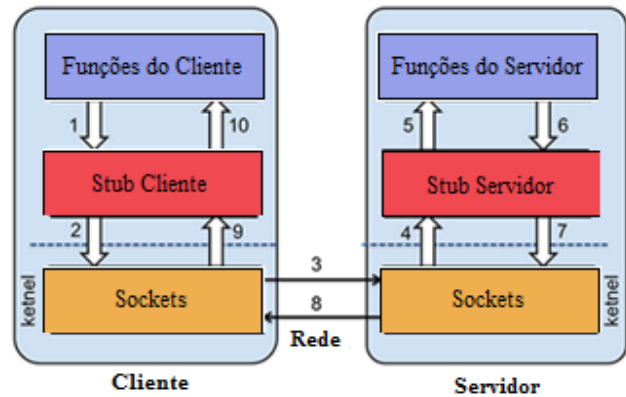 Funções do Cliente
Funções do Servidor
1
10
5
6
Stub Cliente
Stub Servidor
2
9
4
7
3
8
ketnel
Sockets
Sockets
ketnel
Rede
Cliente
Servidor